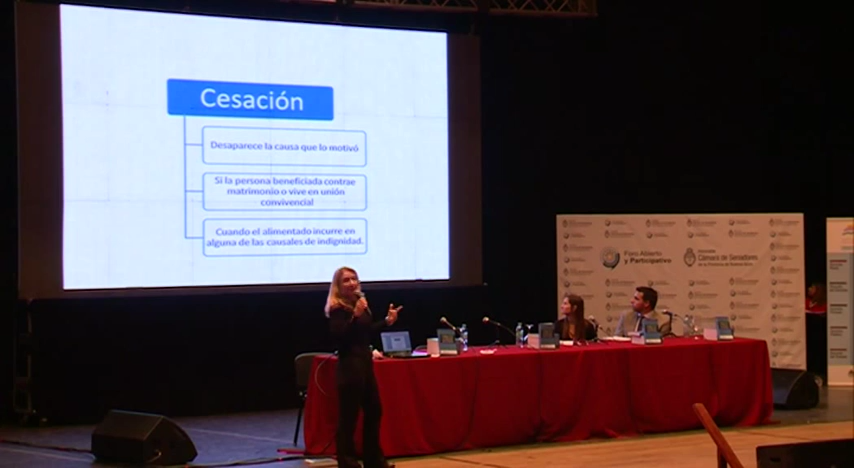 Cesación
Desaparece la causa que lo motivó
Si la persona beneficiada contrae
matrimonio o vive en unión
convivencial
Cuando el alimentado incurre en
alguna de las causales de indignidad.
Foro Abierto
y Participativo
Cámara de Senadores